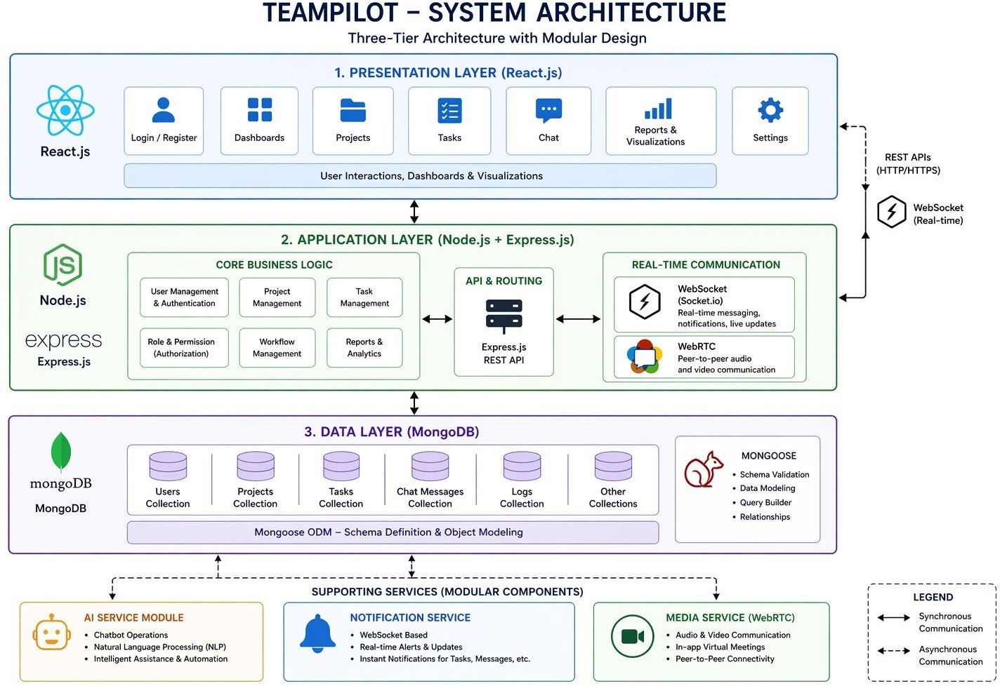 TEAMPILOT – SYSTEM ARCHITECTURE
Three-Tier Architecture with Modular Design
1. PRESENTATION LAYER (React.js)
React.js
Login / Register
Dashboards
Projects
Tasks
Chat
Reports &
Visualizations
Settings
User Interactions, Dashboards & Visualizations
REST APIs
(HTTP/HTTPS)
WebSocket
(Real-time)
2. APPLICATION LAYER (Node.js + Express.js)
JS
Node.js
express
Express.js
CORE BUSINESS LOGIC
User Management
& Authentication
Project
Management
Task
Management
Role & Permission
(Authorization)
Workflow
Management
Reports &
Analytics
API & ROUTING
Express.js
REST API
REAL-TIME COMMUNICATION
WebSocket
(Socket.io)
Real-time messaging,
notifications, live updates
WebRTC
Peer-to-peer audio
and video communication
3. DATA LAYER (MongoDB)
mongoDB
MongoDB
Users
Collection
Projects
Collection
Tasks
Collection
Chat Messages
Collection
Logs
Collection
Other
Collections
Mongoose ODM – Schema Definition & Object Modeling
MONGOOSE
• Schema Validation
• Data Modeling
• Query Builder
• Relationships
SUPPORTING SERVICES (MODULAR COMPONENTS)
AI SERVICE MODULE
• Chatbot Operations
• Natural Language Processing (NLP)
• Intelligent Assistance & Automation
NOTIFICATION SERVICE
• WebSocket Based
• Real-time Alerts & Updates
• Instant Notifications for Tasks, Messages, etc.
MEDIA SERVICE (WebRTC)
• Audio & Video Communication
• In-app Virtual Meetings
• Peer-to-Peer Connectivity
LEGEND
Synchronous
Communication
Asynchronous
Communication